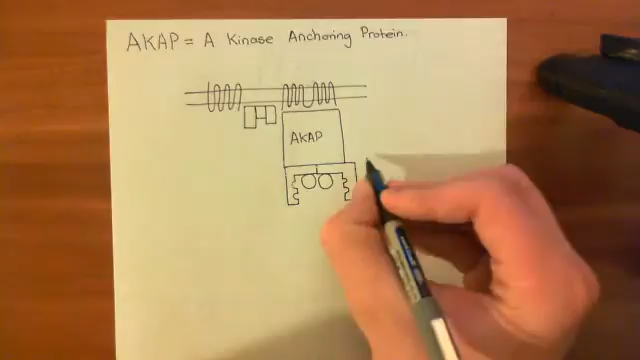 AKAP = A Kinase Anchoring Protein.
AKAP